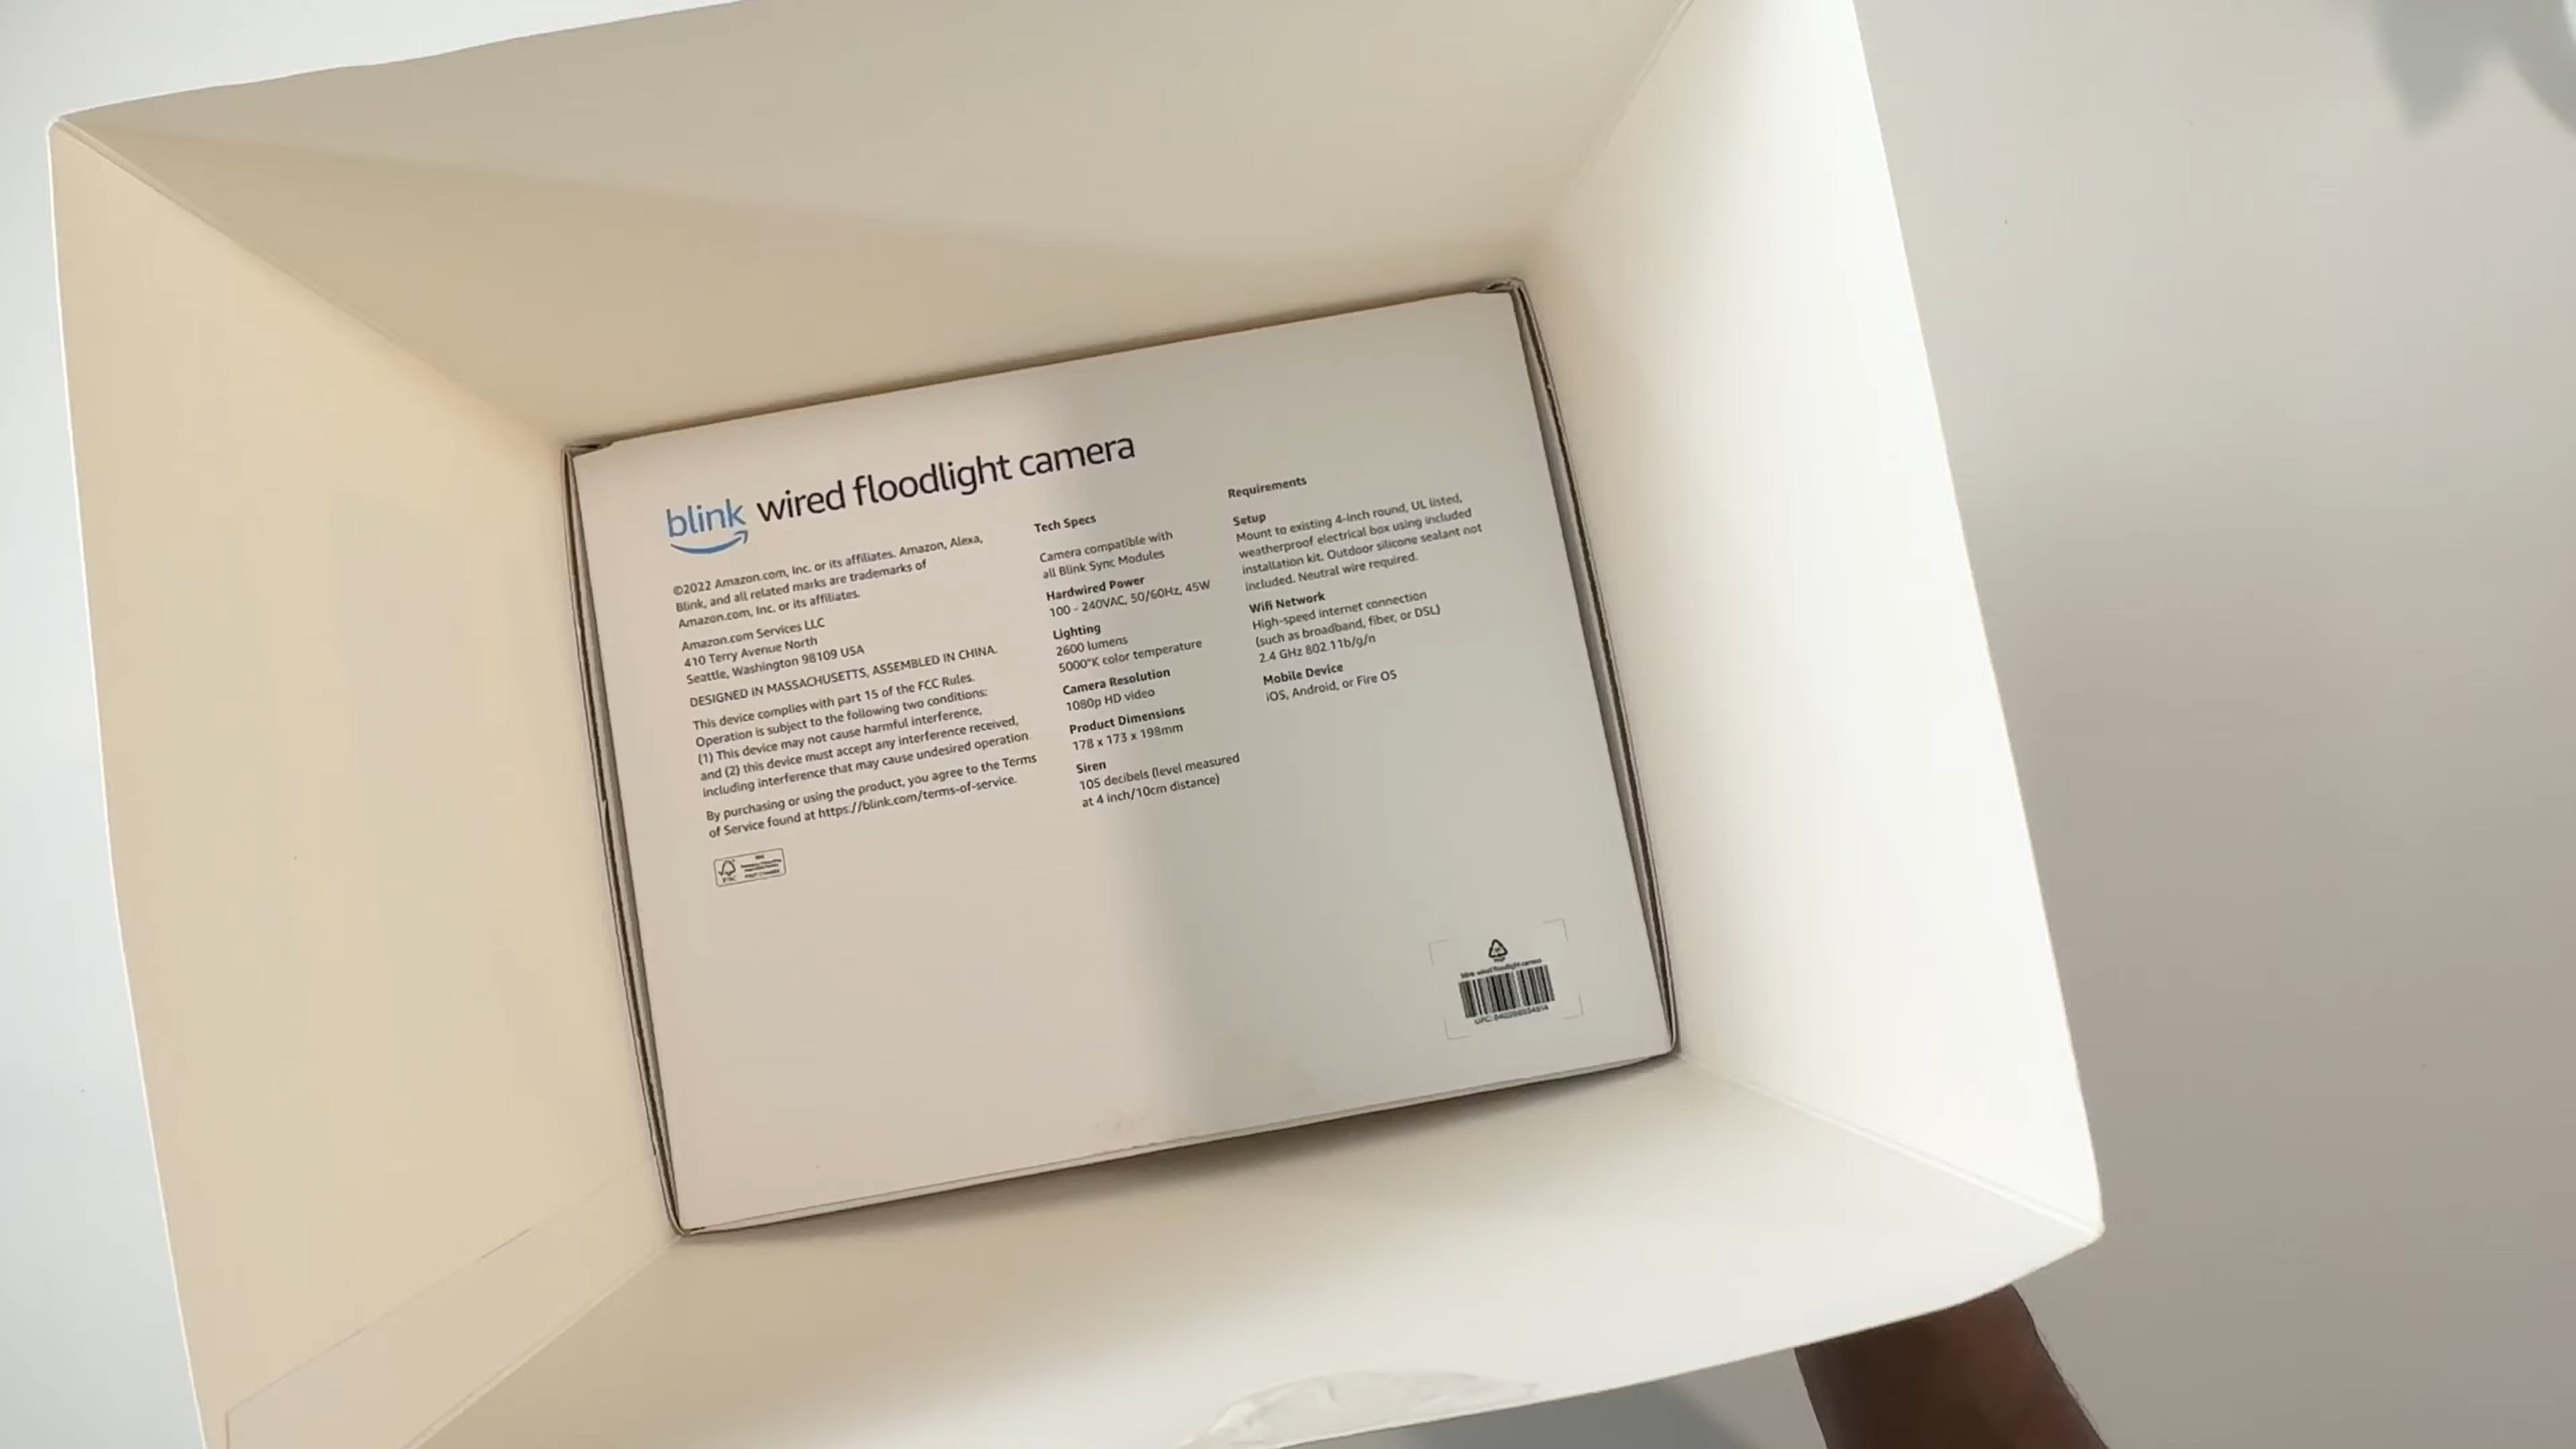 blink wired floodlight camera
©2022 Amazon.com, Inc. or its affiliates. Amazon, Alexa,
Blink, and all related marks are trademarks of
Amazon.com, Inc. or its affiliates.
Amazon.com Services LLC
410 Terry Avenue North
Seattle, Washington 98109 USA
DESIGNED IN MASSACHUSETTS, ASSEMBLED IN CHINA.
This device complies with part 15 of the FCC Rules.
Operation is subject to the following two conditions:
(1) This device may not cause harmful interference,
and (2) this device must accept any interference received,
including interference that may cause undesired operation
By purchasing or using the product, you agree to the Terms
of Service found at https://blink.com/terms-of-service.
FSC
Tech Specs
Camera compatible with
all Blink Sync Modules
Hardwired Power
100 - 240VAC, 50/60Hz, 45W
Lighting
2600 lumens
5000°K color temperature
Camera Resolution
1080p HD video
Product Dimensions
178 x 173 x 198mm
Siren
105 decibels (level measured
at 4 inch/10cm distance)
Requirements
Setup
Mount to existing 4-inch round, UL listed,
weatherproof electrical box using included
installation kit. Outdoor silicone sealant not
included. Neutral wire required.
Wifi Network
High-speed internet connection
(such as broadband, fiber, or DSL)
2.4 GHz 802.11b/g/n
Mobile Device
iOS, Android, or Fire OS
blink wired floodlight camera
UPC: